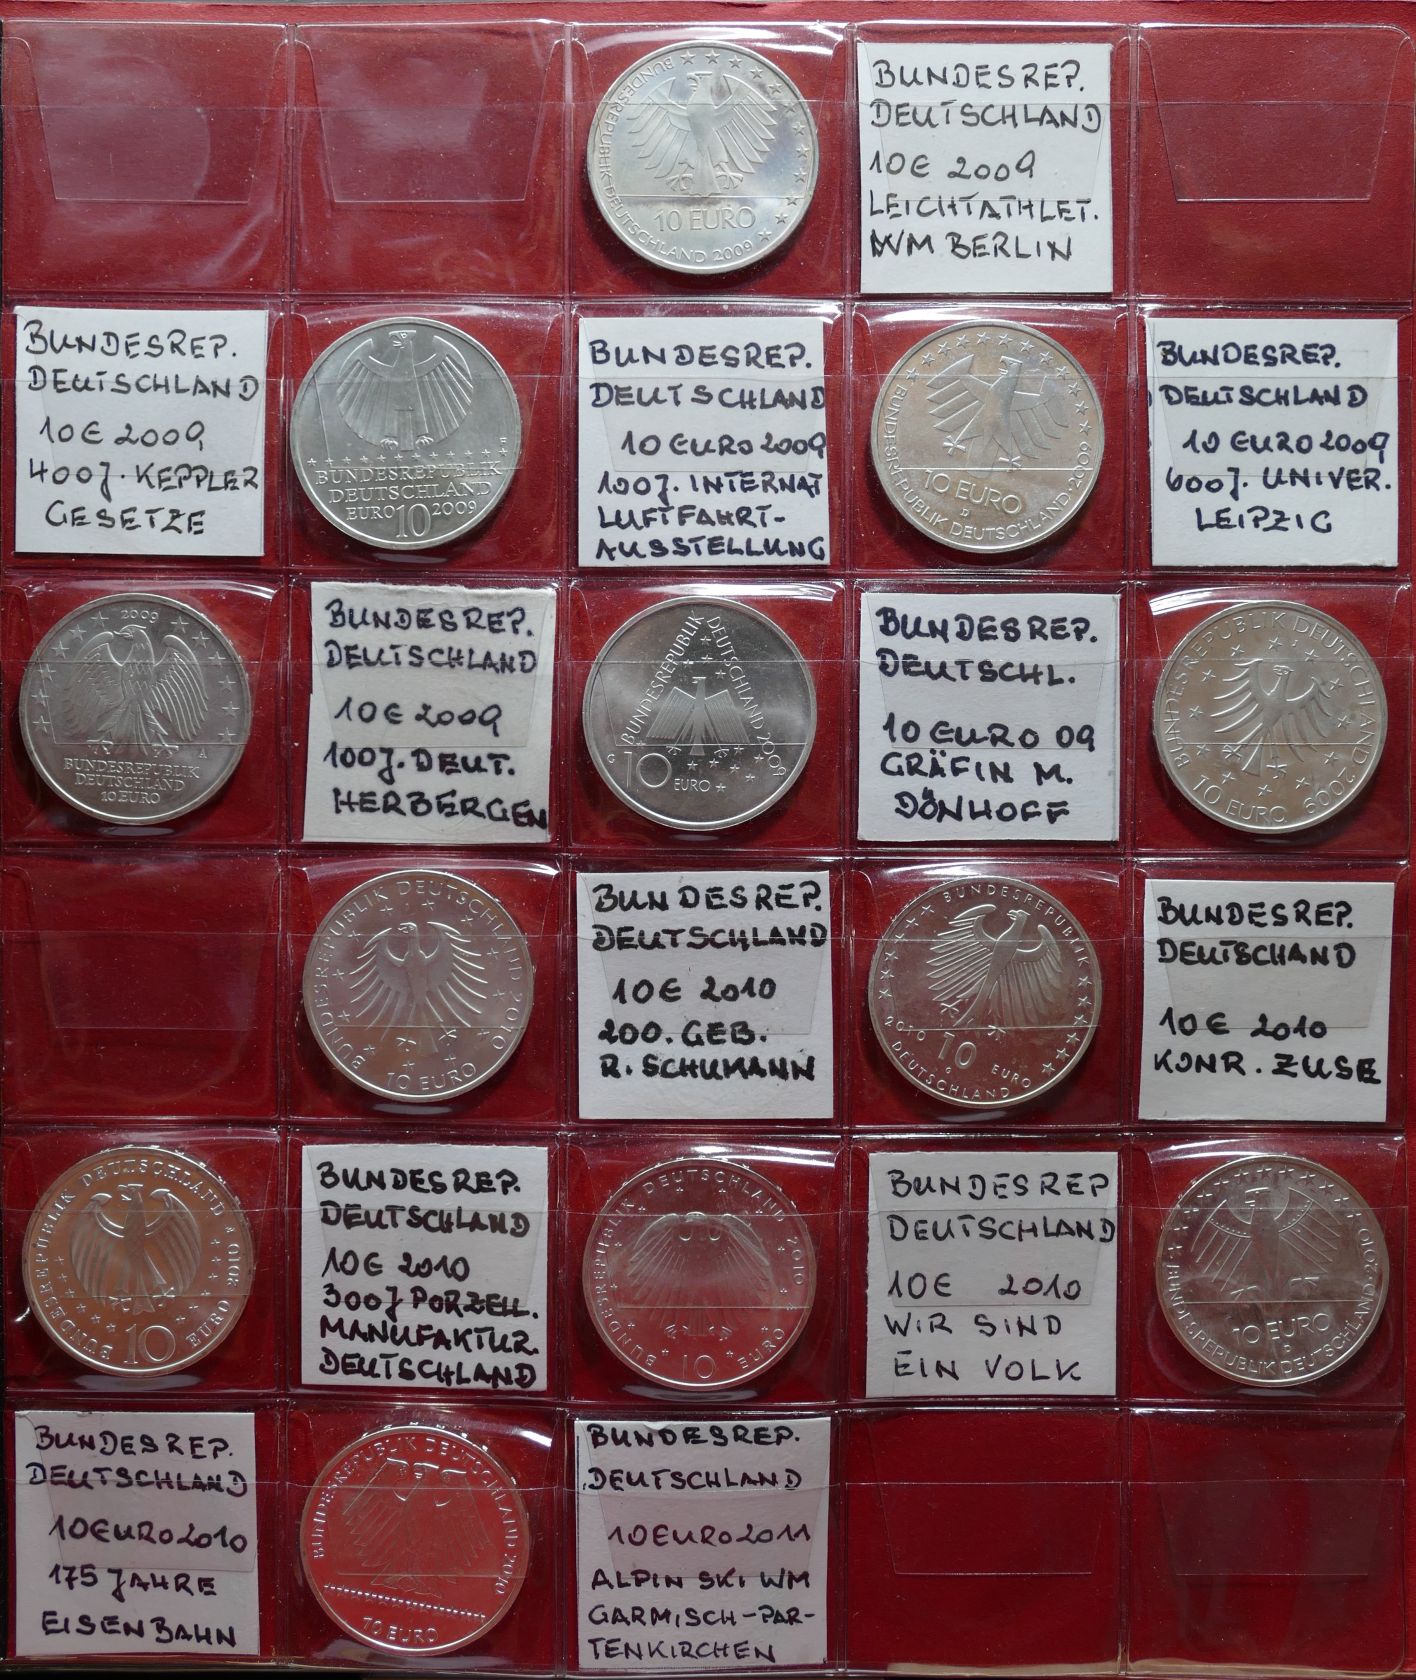 BUNDESREPUBLIK DEUTSCHLAND 2009
10 EURO
BUNDESREP.
DEUTSCHLAND
10€ 2009
LEICHTATHLET.
WM BERLIN
BUNDESREP.
DEUTSCHLAND
10€ 2009
400J. KEPPLER
GESETZE
BUNDESREPUBLIK
DEUTSCHLAND
EURO 10 2009
BUNDESREP.
DEUTSCHLAND
10 EURO 2009
100J. INTERNAT
LUFTFAHRT-
AUSSTELLUNG
BUNDESREPUBLIK DEUTSCHLAND·2009
10 EURO
D
BUNDESREP.
DEUTSCHLAND
10 EURO 2009
600J. UNIVER.
LEIPZIG
2009
A
BUNDESREPUBLIK
DEUTSCHLAND
10 EURO
BUNDESREP.
DEUTSCHLAND
10€ 2009
100J. DEUT.
HERBERGEN
BUNDESREPUBLIK
DEUTSCHLAND 2009
G
10 EURO
BUNDESREP.
DEUTSCHL.
10 EURO 09
GRÄFIN M.
DÖNHOFF
BUNDESREPUBLIK DEUTSCHLAND 2009
10 EURO
BUNDESREPUBLIK DEUTSCHLAND 2010
10 EURO
BUNDESREP.
DEUTSCHLAND
10€ 2010
200. GEB.
R. SCHUMANN
BUNDESREPUBLIK
2010
10 EURO
G
DEUTSCHLAND
BUNDESREP.
DEUTSCHAND
10€ 2010
KONR. ZUSE
BUNDESREPUBLIK DEUTSCHLAND
2010
10 EURO
BUNDESREP.
DEUTSCHLAND
10€ 2010
300J PORZELL.
MANUFAKTUR.
DEUTSCHLAND
BUNDESREPUBLIK DEUTSCHLAND 2010
10 EURO
BUNDESREP
DEUTSCHLAND
10€ 2010
WIR SIND
EIN VOLK
BUNDESREPUBLIK DEUTSCHLAND 2010
10 EURO
BUNDESREP.
DEUTSCHLAND
10 EURO 2010
175 JAHRE
EISENBAHN
BUNDESREPUBLIK DEUTSCHLAND 2010
10 EURO
BUNDESREP.
DEUTSCHLAND
10 EURO 2011
ALPIN SKI WM
GARMISCH-PAR-
TENKIRCHEN